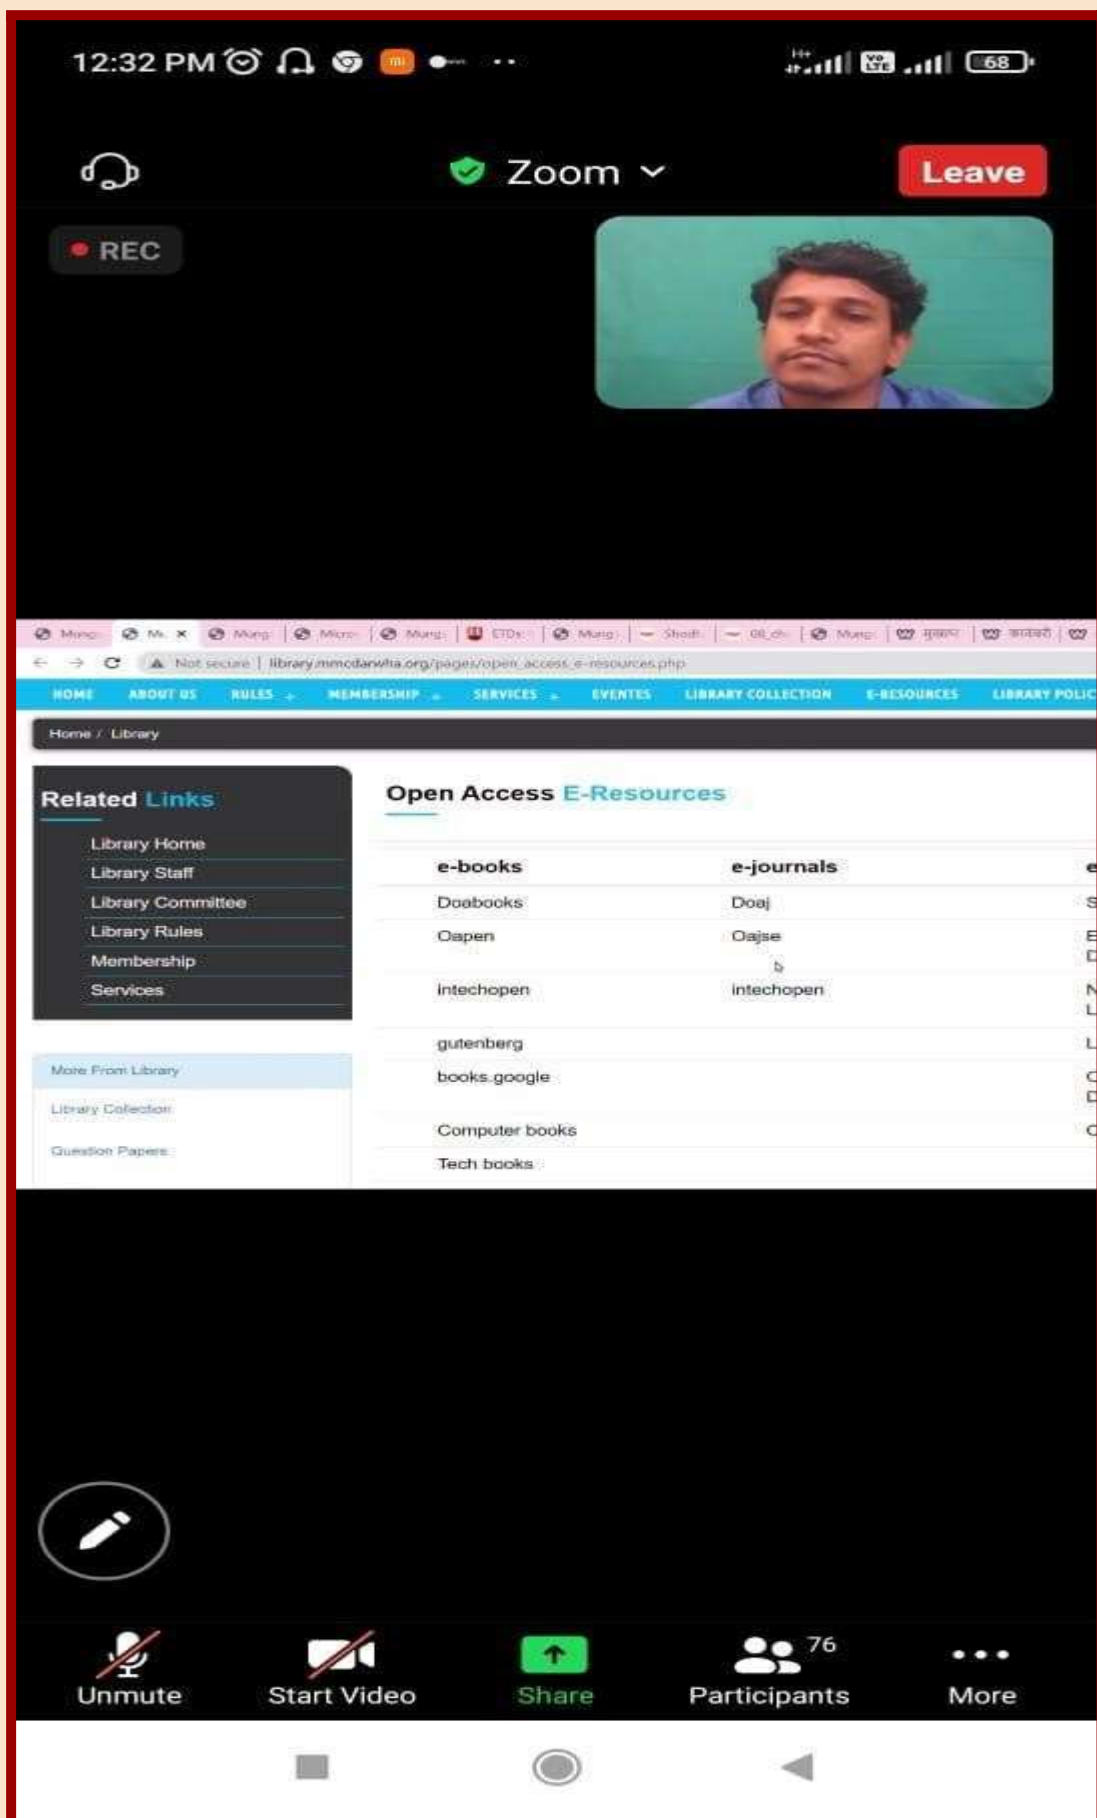 12:32 PM
68
Zoom
Leave
REC
Not secure | library.mmcdarwha.org/pages/open_access_e-resources.php
HOME ABOUT US RULES MEMBERSHIP SERVICES EVENTES LIBRARY COLLECTION E-RESOURCES LIBRARY POLIC
Home / Library
Related Links
Library Home
Library Staff
Library Committee
Library Rules
Membership
Services
More From Library
Library Collection
Question Papers
Open Access E-Resources
e-books e-journals e
Doabooks Doaj S
Oapen Oajse E
D
intechopen intechopen N
L
gutenberg L
books.google
D
Computer books
Tech books
76
Unmute Start Video Share Participants More